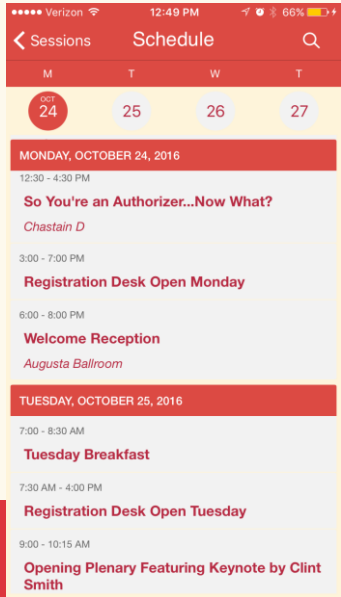 Verizon 12:49 PM 66%
Sessions Schedule
M T W T
OCT
24 25 26 27
MONDAY, OCTOBER 24, 2016
12:30 - 4:30 PM
So You're an Authorizer...Now What?
Chastain D
3:00 - 7:00 PM
Registration Desk Open Monday
6:00 - 8:00 PM
Welcome Reception
Augusta Ballroom
TUESDAY, OCTOBER 25, 2016
7:00 - 8:30 AM
Tuesday Breakfast
7:30 AM - 4:00 PM
Registration Desk Open Tuesday
9:00 - 10:15 AM
Opening Plenary Featuring Keynote by Clint
Smith